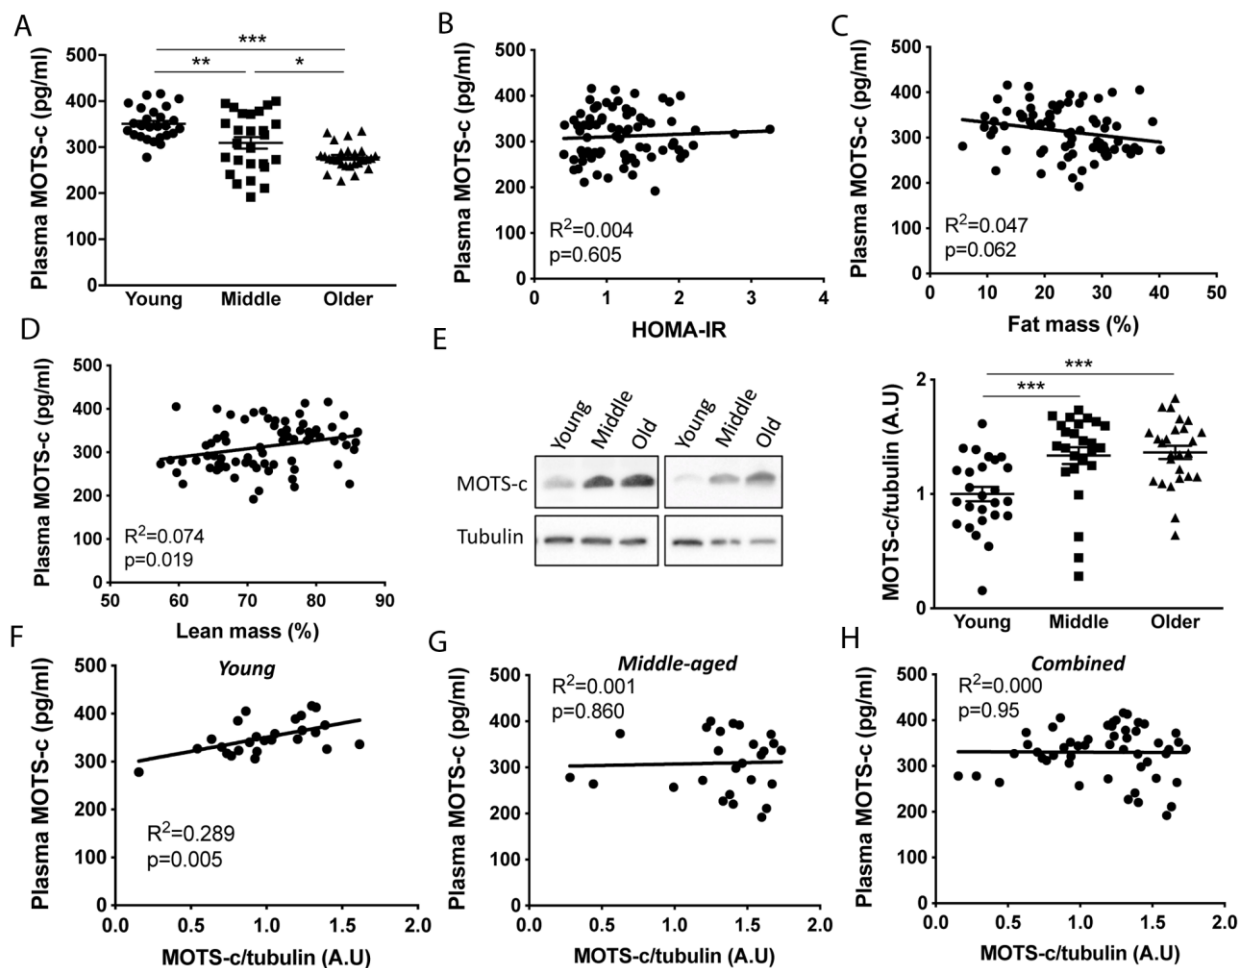 A
Plasma MOTS-c (pg/ml)
500
400
300
200
100
0
***
**
*
Young Middle Older
B
Plasma MOTS-c (pg/ml)
500
400
300
200
100
0
R²=0.004
p=0.605
0 1 2 3 4
HOMA-IR
C
Plasma MOTS-c (pg/ml)
500
400
300
200
100
0
R²=0.047
p=0.062
0 10 20 30 40 50
Fat mass (%)
D
Plasma MOTS-c (pg/ml)
500
400
300
200
100
0
R²=0.074
p=0.019
50 60 70 80 90
Lean mass (%)
E
Young Middle Old Young Middle Old
MOTS-c
Tubulin
MOTS-c/tubulin (A.U)
2
1
0
***
***
Young Middle Older
F
Young
Plasma MOTS-c (pg/ml)
500
400
300
200
100
0
R²=0.289
p=0.005
0.0 0.5 1.0 1.5 2.0
MOTS-c/tubulin (A.U)
G
Middle-aged
Plasma MOTS-c (pg/ml)
500
400
300
200
100
0
R²=0.001
p=0.860
0.0 0.5 1.0 1.5 2.0
MOTS-c/tubulin (A.U)
H
Combined
Plasma MOTS-c (pg/ml)
500
400
300
200
100
0
R²=0.000
p=0.95
0.0 0.5 1.0 1.5 2.0
MOTS-c/tubulin (A.U)